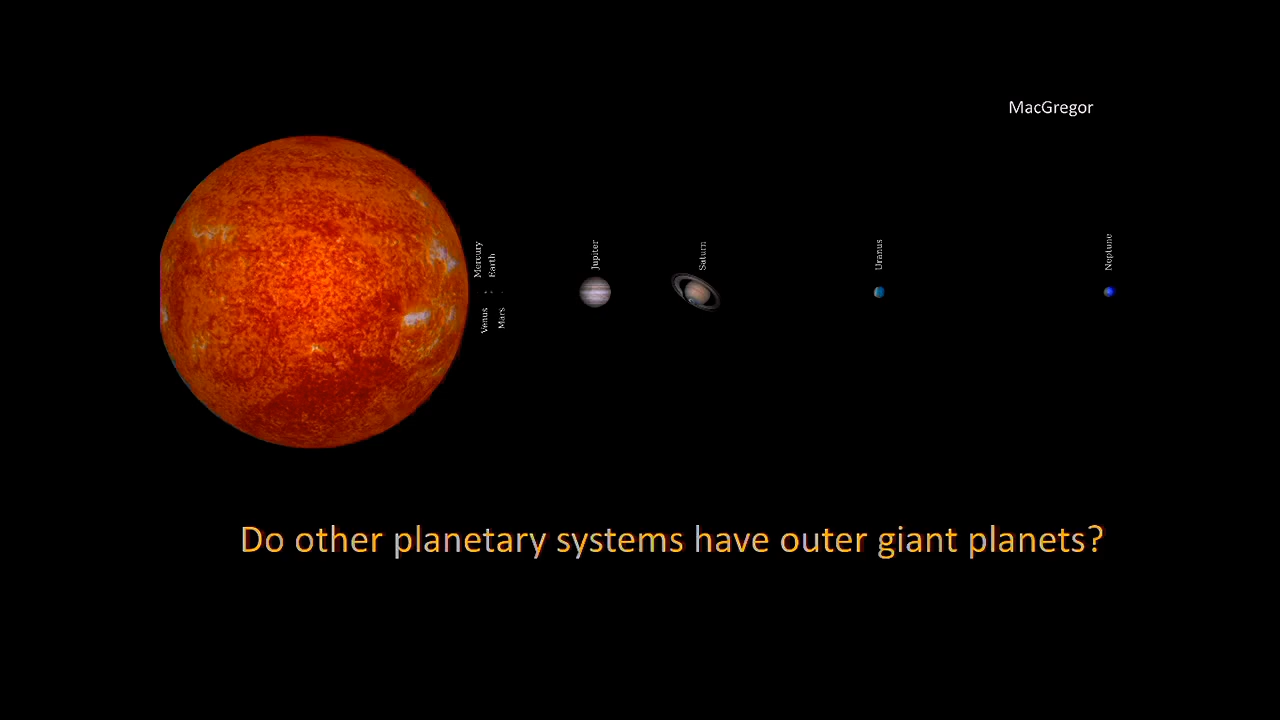 MacGregor
Mercury
Venus
Earth
Mars
Jupiter
Saturn
Uranus
Neptune
Do other planetary systems have outer giant planets?